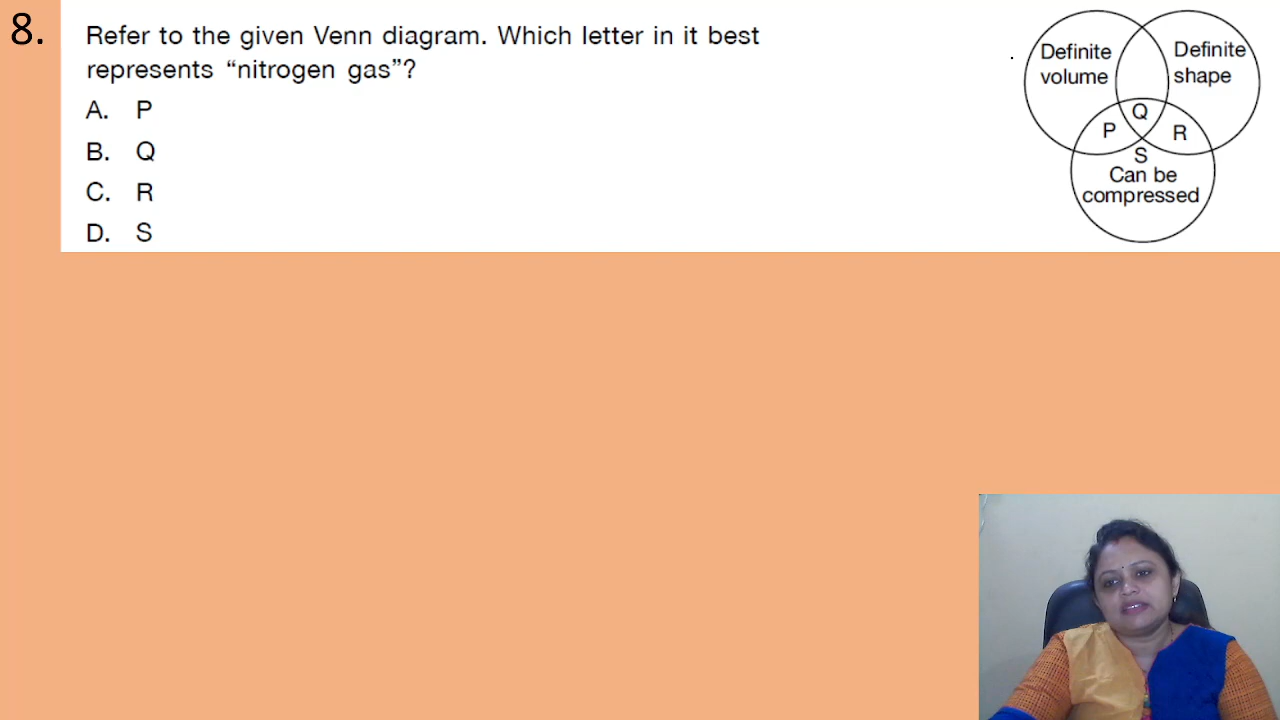 8.
Refer to the given Venn diagram. Which letter in it best
represents “nitrogen gas”?
A. P
B. Q
C. R
D. S
Definite
volume
Definite
shape
Q
P
R
S
Can be
compressed